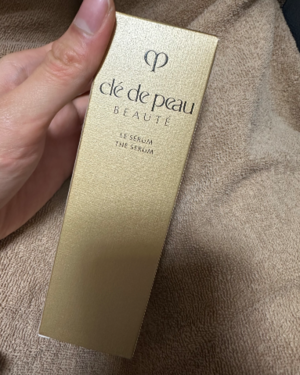 clé de peau
BEAUTÉ
LE SÉRUM
THE SERUM